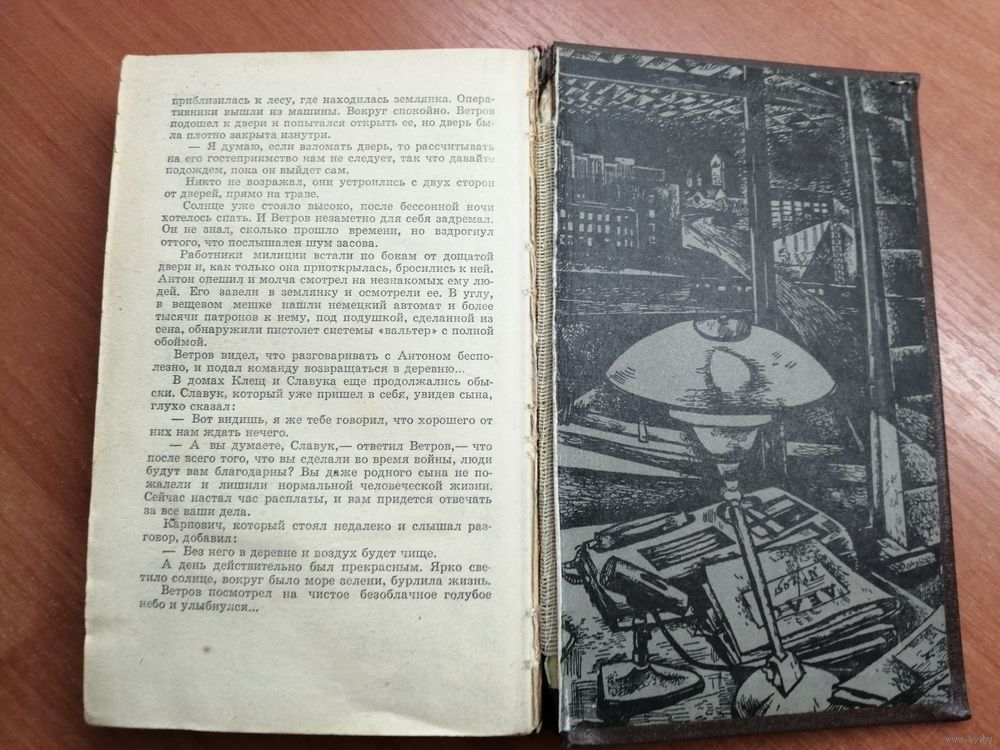 приблизилась к лесу, где находилась землянка. Опера-
тивники вышли из машины. Вокруг спокойно. Ветров
подошел к двери и попытался открыть ее, но дверь бы-
ла плотно закрыта изнутри.
— Я думаю, если взломать дверь, то рассчитывать
на его гостеприимство нам не следует, так что давайте
подождем, пока он выйдет сам.
Никто не возражал, они устроились с двух сторон
от дверей, прямо на траве.
Солнце уже стояло высоко, после бессонной ночи
хотелось спать. И Ветров незаметно для себя задремал.
Он не знал, сколько прошло времени, но вздрогнул
оттого, что послышался шум засова.
Работники милиции встали по бокам от дощатой
двери и, как только она приоткрылась, бросились к ней.
Антон опешил и молча смотрел на незнакомых ему лю-
дей. Его завели в землянку и осмотрели ее. В углу,
в вещевом мешке нашли немецкий автомат и более
тысячи патронов к нему, под подушкой, сделанной из
сена, обнаружили пистолет системы «вальтер» с полной
обоймой.
Ветров видел, что разговаривать с Антоном беспо-
лезно, и подал команду возвращаться в деревню...
В домах Клещ и Славука еще продолжались обы-
ски. Славук, который уже пришел в себя, увидев сына,
глухо сказал:
— Вот видишь, я же тебе говорил, что хорошего от
них нам ждать нечего.
— А вы думаете, Славук,— ответил Ветров,— что
после всего того, что вы сделали во время войны, люди
будут вам благодарны? Вы даже родного сына не по-
жалели и лишили нормальной человеческой жизни.
Сейчас настал час расплаты, и вам придется отвечать
за все ваши дела.
Карпович, который стоял недалеко и слышал раз-
говор, добавил:
— Без него в деревне и воздух будет чище.
А день действительно был прекрасным. Ярко све-
тило солнце, вокруг было море зелени, бурлила жизнь.
Ветров посмотрел на чистое безоблачное голубое
небо и улыбнулся...
www.ay.by